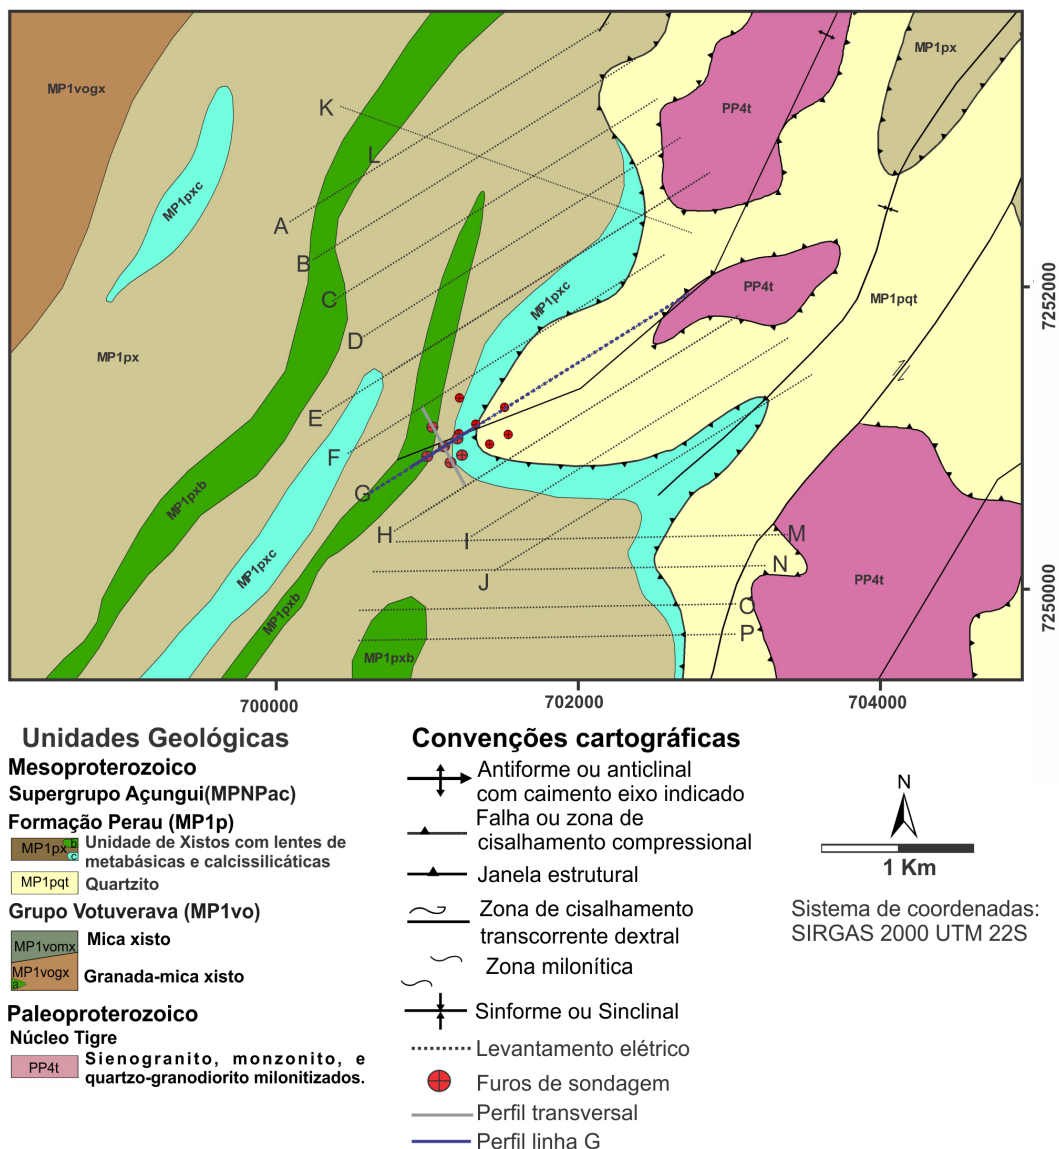 MP1px
MP1vogx
PP4t
K
L
MP1pxc
A
B
C
D
MP1pxc
PP4t
MP1pqt
7252000
MP1px
E
F
G
MP1pxb
H
I
M
N
J
MP1pxc
PP4t
MP1pxb
O
P
7250000
MP1pxb
700000
702000
704000
Unidades Geológicas
Mesoproterozoico
Supergrupo Açungui(MPNPac)
Formação Perau (MP1p)
MP1px
b
c
Unidade de Xistos com lentes de
metabásicas e calcissilicáticas
MP1pqt
Quartzito
Grupo Votuverava (MP1vo)
MP1vomx
Mica xisto
MP1vogx
a
Granada-mica xisto
Paleoproterozoico
Núcleo Tigre
PP4t
Sienogranito, monzonito, e
quartzo-granodiorito milonitizados.
Convenções cartográficas
Antiforme ou anticlinal
com caimento eixo indicado
Falha ou zona de
cisalhamento compressional
Janela estrutural
Zona de cisalhamento
transcorrente dextral
Zona milonítica
Sinforme ou Sinclinal
Levantamento elétrico
Furos de sondagem
Perfil transversal
Perfil linha G
N
1 Km
Sistema de coordenadas:
SIRGAS 2000 UTM 22S